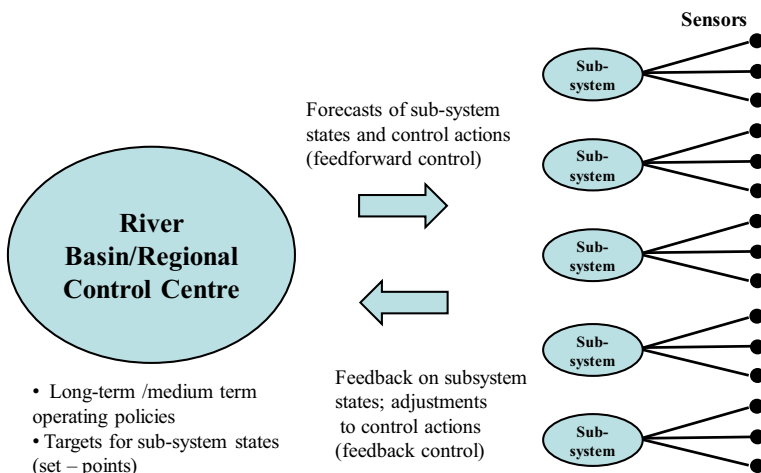 Sensors
Sub-
system
Forecasts of sub-system
states and control actions
(feedforward control)
Sub-
system
River
Basin/Regional
Control Centre
Sub-
system
Sub-
system
Feedback on subsystem
states; adjustments
to control actions
(feedback control)
• Long-term /medium term
operating policies
• Targets for sub-system states
(set – points)
Sub-
system